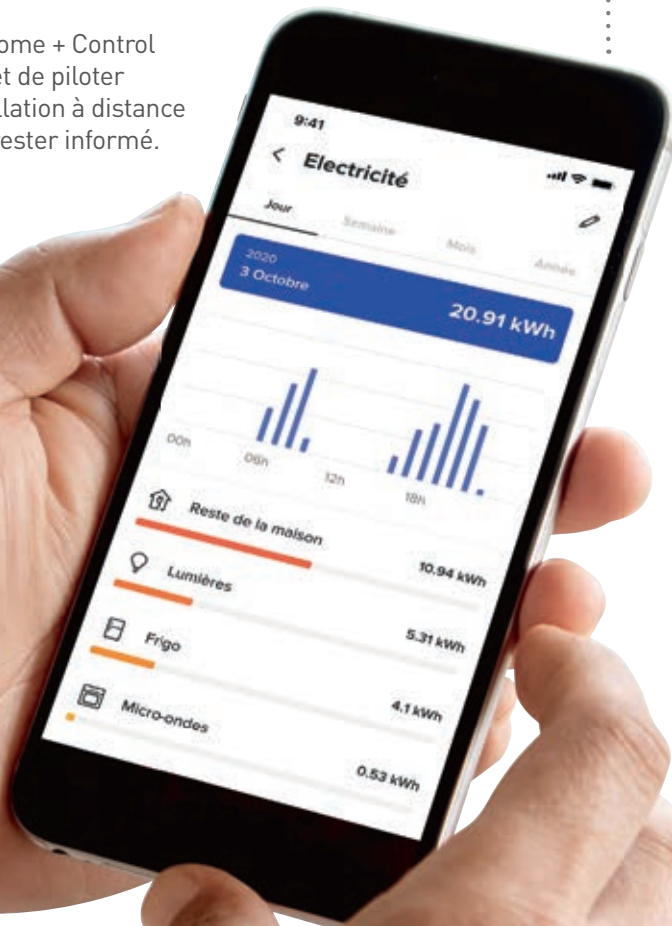 ome + Control
et de piloter
llation à distance
rester informé.
9:41
Electricité
Jour Semaine Mois Année
2020
3 Octobre
20.91 kWh
00h 06h 12h 18h
Reste de la maison
10.94 kWh
Lumières
5.31 kWh
Frigo
4.1 kWh
Micro-ondes
0.53 kWh